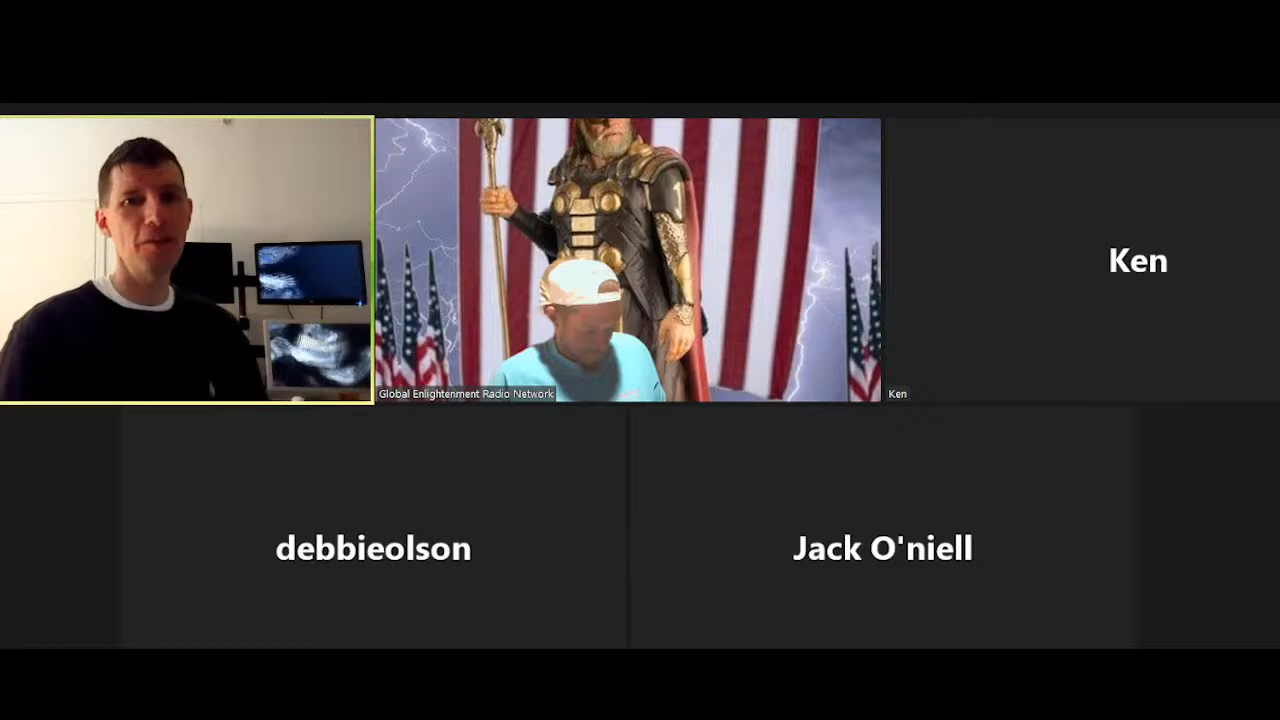 Global Enlightenment Radio Network
Ken
Ken
debbieolson
Jack O'niell